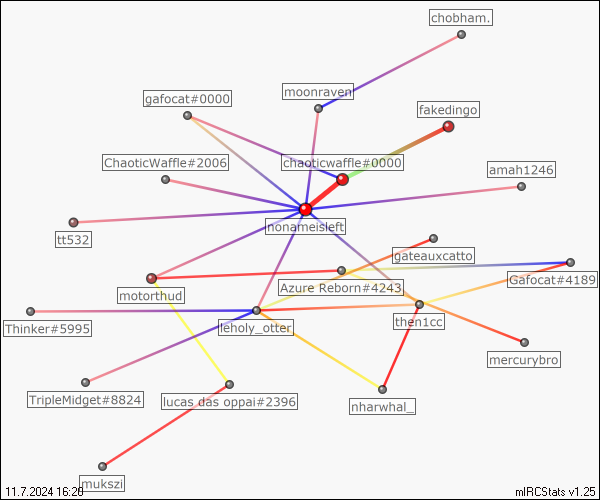 chobham.
moonraven
gafocat#0000
fakedingo
chaoticwaffle#0000
ChaoticWaffle#2006
amah1246
nonameisleft
tt532
gateauxcatto
Gafocat#4189
Azure Reborn#4243
motorthud
then1cc
Thinker#5995
leholy_otter
mercurybro
TripleMidget#8824
lucas das oppai#2396
nharwhal_
mukszi
11.7.2024 16:20
mIRCStats v1.25